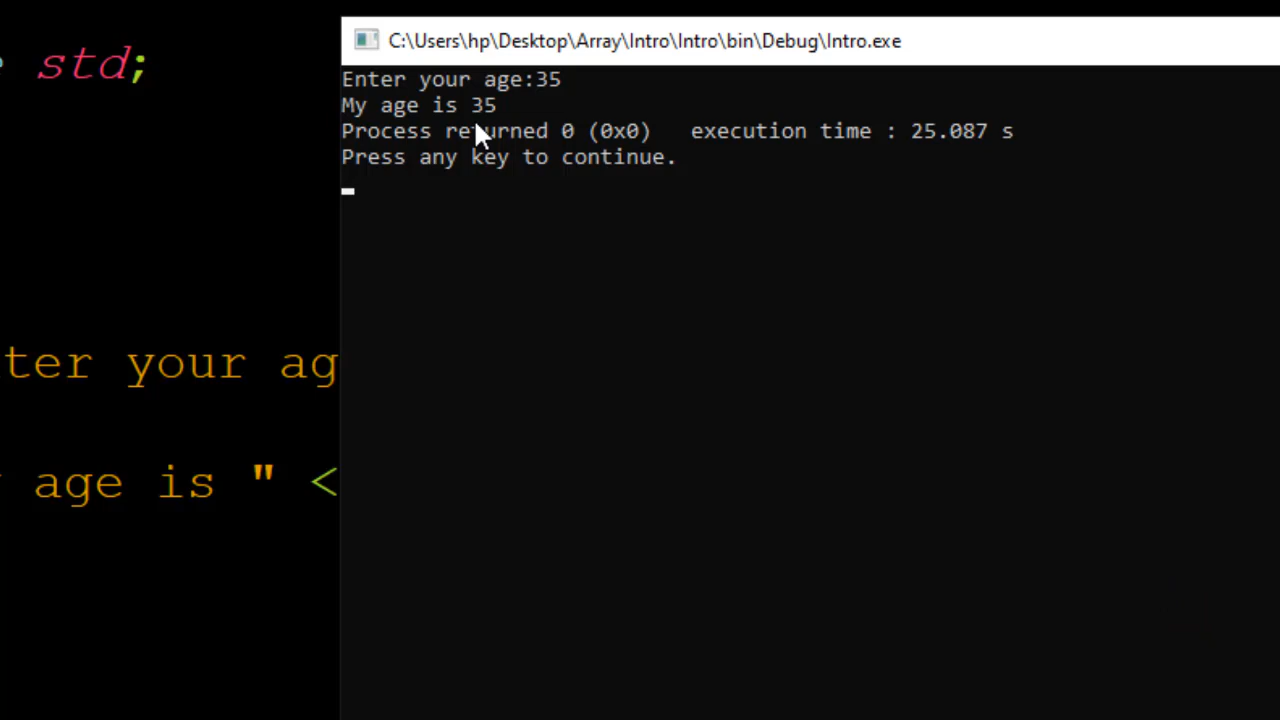 std;
ter your ag
age is " <
C:\Users\hp\Desktop\Array\Intro\Intro\bin\Debug\Intro.exe
Enter your age:35
My age is 35
Process returned 0 (0x0)   execution time : 25.087 s
Press any key to continue.